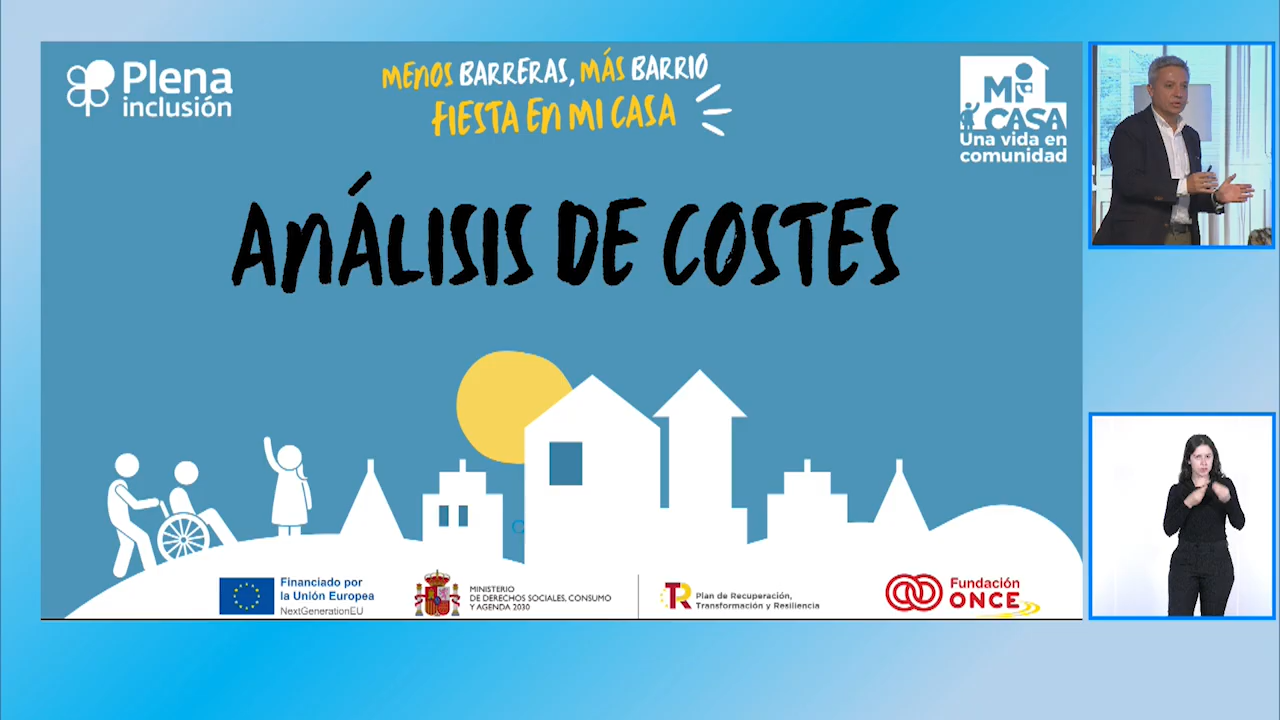 Plena
inclusión
MENOS BARRERAS, MÁS BARRIO
FIESTA EN MI CASA
Mi
CASA
Una vida en
comunidad
ANÁLISIS DE COSTES
C
Financiado por
la Unión Europea
NextGenerationEU
MINISTERIO
DE DERECHOS SOCIALES, CONSUMO
Y AGENDA 2030
TR
Plan de Recuperación,
Transformación y Resiliencia
Fundación
ONCE